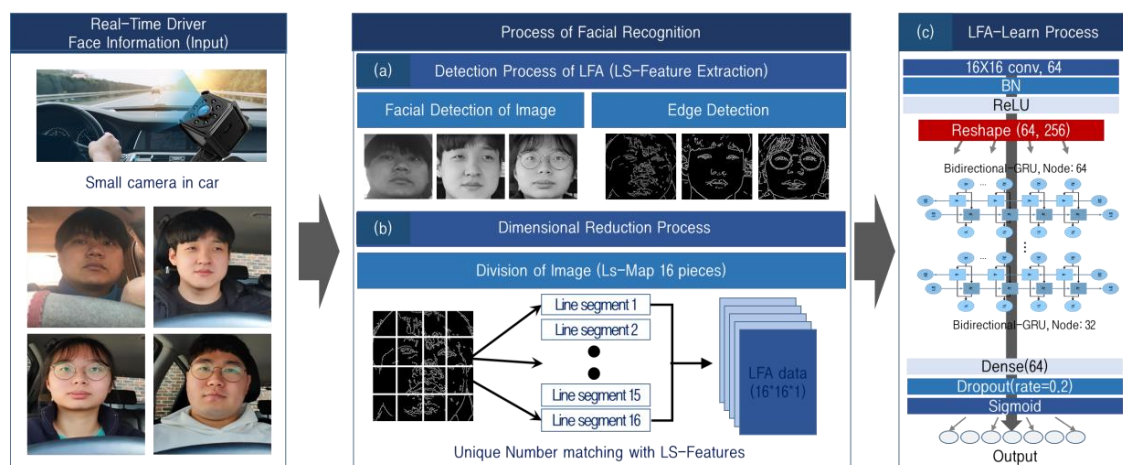 Real-Time Driver
Face Information (Input)
Small camera in car
Process of Facial Recognition
(a) Detection Process of LFA (LS-Feature Extraction)
Facial Detection of Image
Edge Detection
(b) Dimensional Reduction Process
Division of Image (Ls-Map 16 pieces)
Line segment 1
Line segment 2
Line segment 15
Line segment 16
LFA data
(16*16*1)
Unique Number matching with LS-Features
(c) LFA-Learn Process
16X16 conv, 64
BN
ReLU
Reshape (64, 256)
Bidirectional-GRU, Node: 64
Bidirectional-GRU, Node: 32
Dense(64)
Dropout(rate=0.2)
Sigmoid
Output